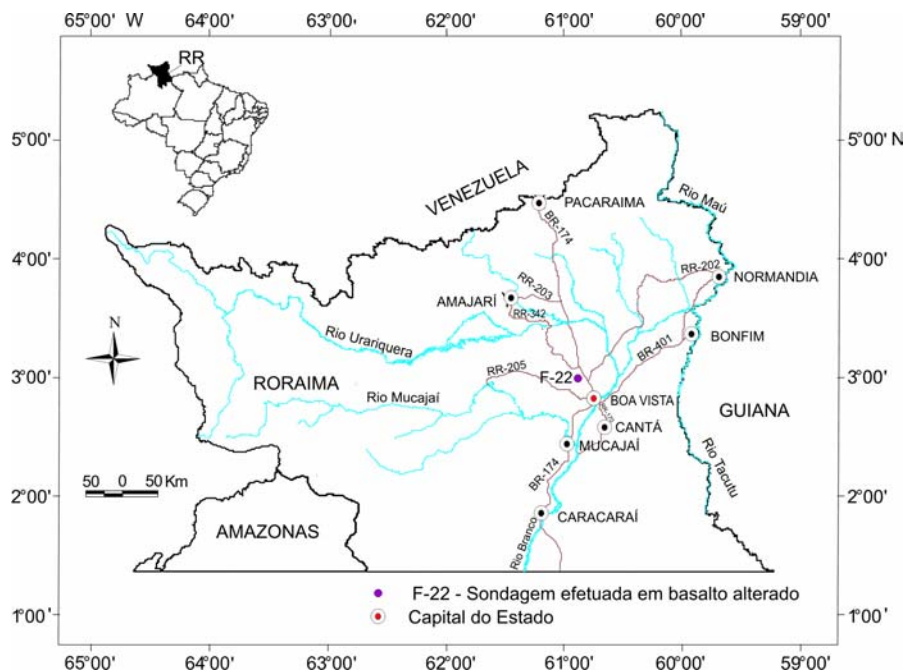 65°00' W
64°00'
63°00'
62°00'
61°00'
60°00'
59°00'
RR
5°00'
5°00' N
VENEZUELA
PACARAIMA
Rio Maú
BR-174
4°00'
4°00'
RR-202
NORMANDIA
RR-203
AMAJARÍ
RR-342
N
Rio Urariquera
BONFIM
BR-401
3°00'
3°00'
F-22
RR-205
RORAIMA
Rio Mucajaí
BOA VISTA
GUIANA
CANTÁ
MUCAJAÍ
BR-174
Rio Tacutu
50 0 50 Km
2°00'
2°00'
AMAZONAS
CARACARAÍ
Rio Branco
F-22 - Sondagem efetuada em basalto alterado
Capital do Estado
1°00'
1°00'
65°00'
64°00'
63°00'
62°00'
61°00'
60°00'
59°00'